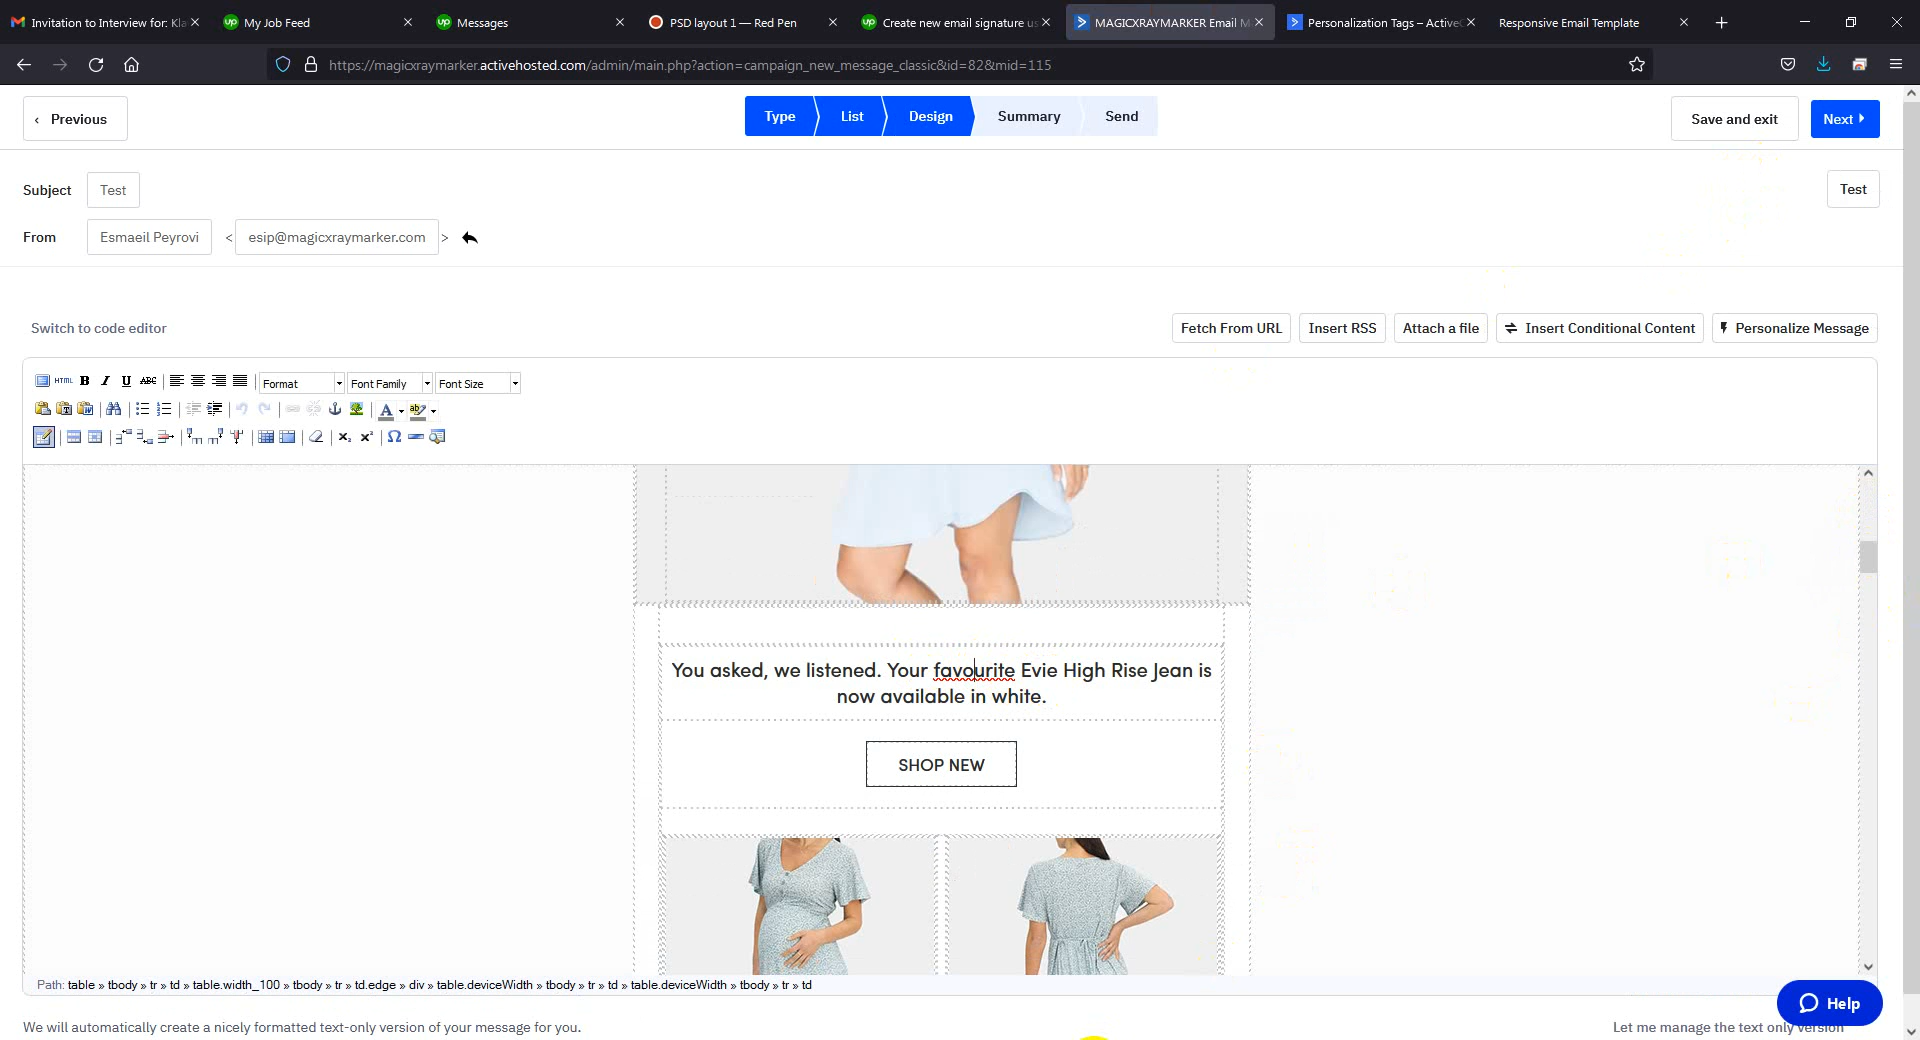 Invitation to Interview for: Kla
My Job Feed
Messages
PSD layout 1 — Red Pen
Create new email signature us
MAGICXRAYMARKER Email M
Personalization Tags – ActiveC
Responsive Email Template
https://magicxraymarker.activehosted.com/admin/main.php?action=campaign_new_message_classic&id=82&mid=115
‹ Previous
Type
List
Design
Summary
Send
Save and exit
Next
Subject
Test
Test
From
Esmaeil Peyrovi
< esip@magicxraymarker.com >
Switch to code editor
Fetch From URL
Insert RSS
Attach a file
Insert Conditional Content
Personalize Message
HTML B I U ABC Format Font Family Font Size
You asked, we listened. Your favourite Evie High Rise Jean is
now available in white.
SHOP NEW
Path: table » tbody » tr » td » table.width_100 » tbody » tr » td.edge » div » table.deviceWidth » tbody » tr » td » table.deviceWidth » tbody » tr » td
Help
We will automatically create a nicely formatted text-only version of your message for you.
Let me manage the text only version